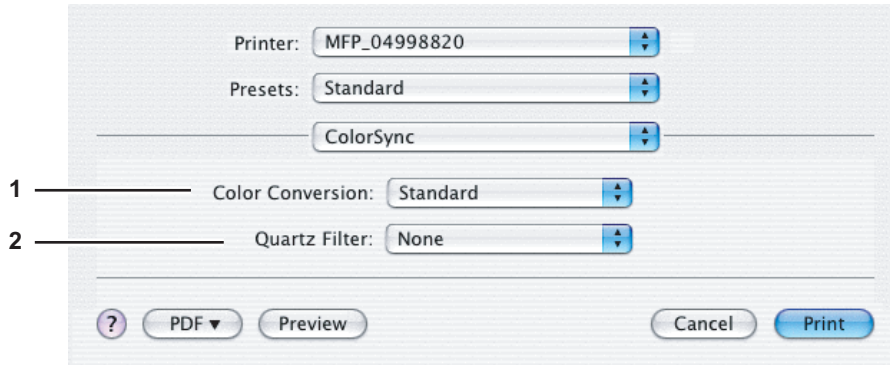 Printer: MFP_04998820
Presets: Standard
ColorSync
1 Color Conversion: Standard
2 Quartz Filter: None
? PDF▼ Preview Cancel Print